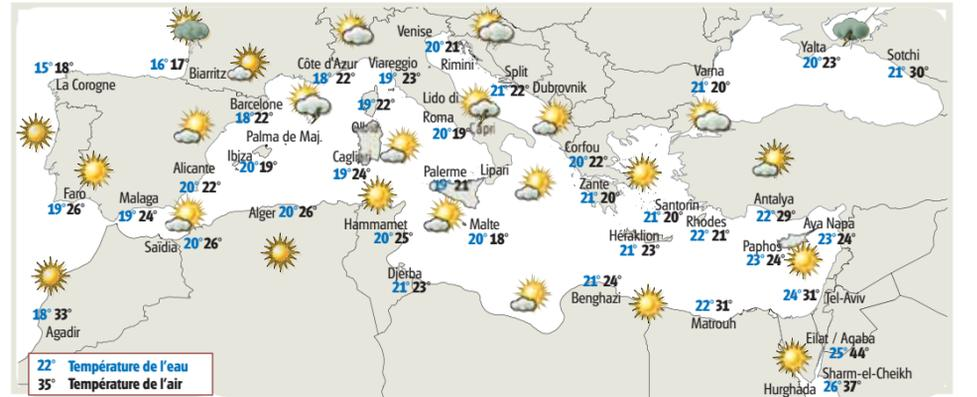 Venise
20° 21°
Rimini
Yalta
20° 23°
Sotchi
21° 30°
15° 18°
La Corogne
16° 17°
Biarritz
Côte d'Azur
18° 22°
Viareggio
19° 23°
Split
21° 22°
Dubrovnik
Varna
21° 20°
Barcelone
18° 22°
19° 22°
Lido di
Roma
20° 19°
Capri
Palma de Maj.
Ibiza
20° 19°
Cagliari
19° 24°
Corfou
20° 22°
Alicante
20° 22°
Palerme
19° 21°
Lipari
Zante
21° 20°
Faro
19° 26°
Malaga
19° 24°
Alger 20° 26°
Santorin
21° 20°
Rhodes
22° 21°
Antalya
22° 29°
Aya Napa
23° 24°
Saïdia
20° 26°
Hammamet
20° 25°
Malte
20° 18°
Héraklion
21° 23°
Paphos
23° 24°
Djerba
21° 23°
21° 24°
Benghazi
22° 31°
Matrouh
24° 31°
Tel-Aviv
18° 33°
Agadir
Eilat / Aqaba
25° 44°
Sharm-el-Cheikh
26° 37°
Hurghada
22° Température de l'eau
35° Température de l'air